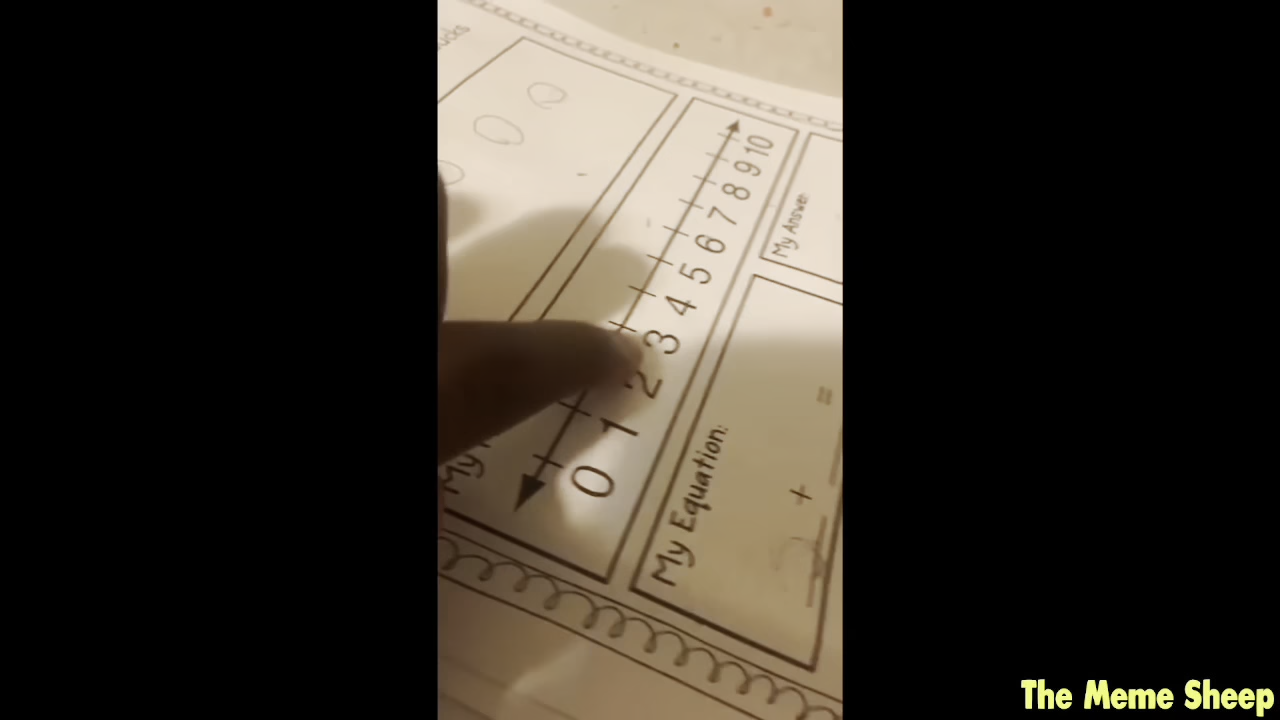 0 1 2 3 4 5 6 7 8 9 10
My Equation:
+ =
My Answer:
The Meme Sheep